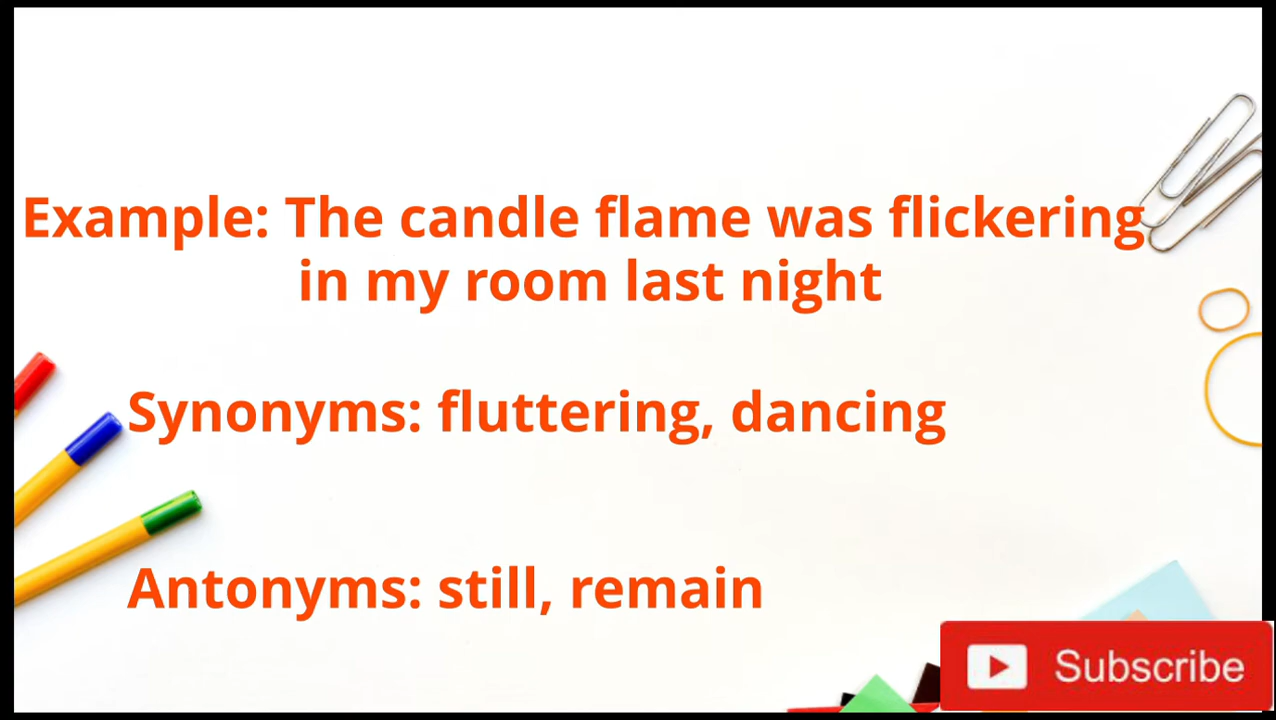 Example: The candle flame was flickering
in my room last night
Synonyms: fluttering, dancing
Antonyms: still, remain
Subscribe